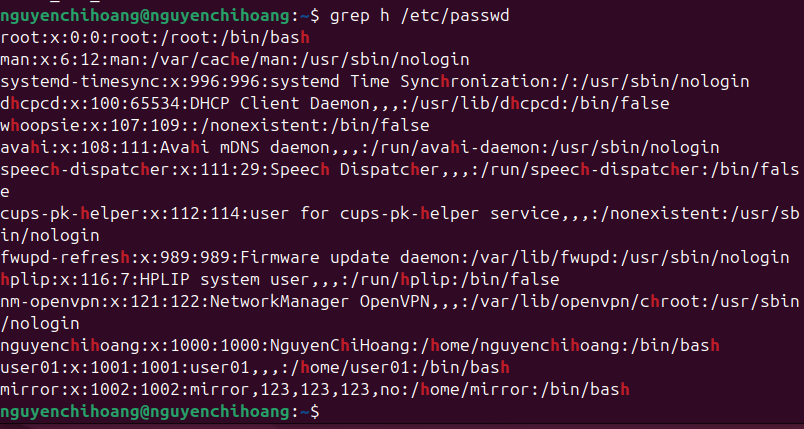 nguyenchihoang@nguyenchihoang:~$ grep h /etc/passwd
root:x:0:0:root:/root:/bin/bash
man:x:6:12:man:/var/cache/man:/usr/sbin/nologin
systemd-timesync:x:996:996:systemd Time Synchronization:/:/usr/sbin/nologin
dhcpcd:x:100:65534:DHCP Client Daemon,,,:/usr/lib/dhcpcd:/bin/false
whoopsie:x:107:109::/nonexistent:/bin/false
avahi:x:108:111:Avahi mDNS daemon,,,:/run/avahi-daemon:/usr/sbin/nologin
speech-dispatcher:x:111:29:Speech Dispatcher,,,:/run/speech-dispatcher:/bin/fals
e
cups-pk-helper:x:112:114:user for cups-pk-helper service,,,:/nonexistent:/usr/sb
in/nologin
fwupd-refresh:x:989:989:Firmware update daemon:/var/lib/fwupd:/usr/sbin/nologin
hplip:x:116:7:HPLIP system user,,,:/run/hplip:/bin/false
nm-openvpn:x:121:122:NetworkManager OpenVPN,,,:/var/lib/openvpn/chroot:/usr/sbin
/nologin
nguyenchihoang:x:1000:1000:NguyenChiHoang:/home/nguyenchihoang:/bin/bash
user01:x:1001:1001:user01,,,:/home/user01:/bin/bash
mirror:x:1002:1002:mirror,123,123,123,no:/home/mirror:/bin/bash
nguyenchihoang@nguyenchihoang:~$